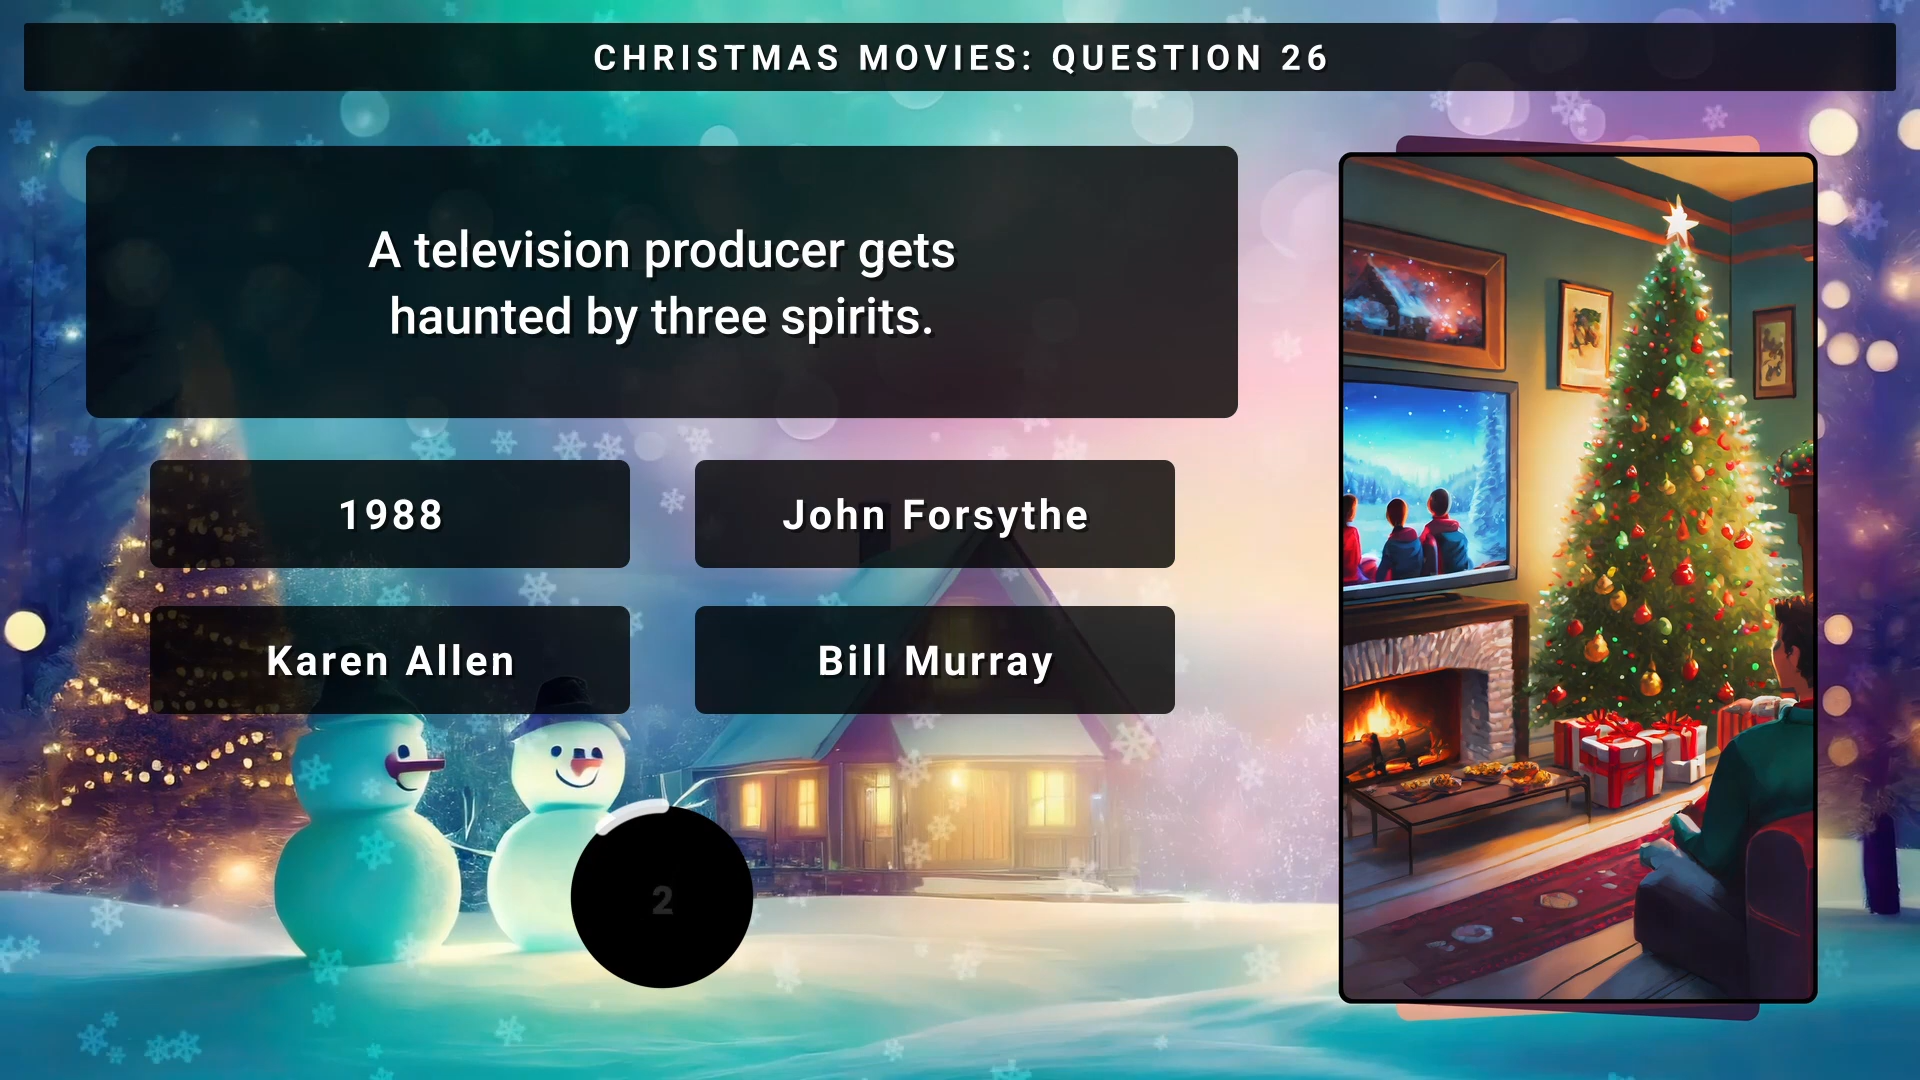 CHRISTMAS MOVIES: QUESTION 26
A television producer gets
haunted by three spirits.
1988
John Forsythe
Karen Allen
Bill Murray
2